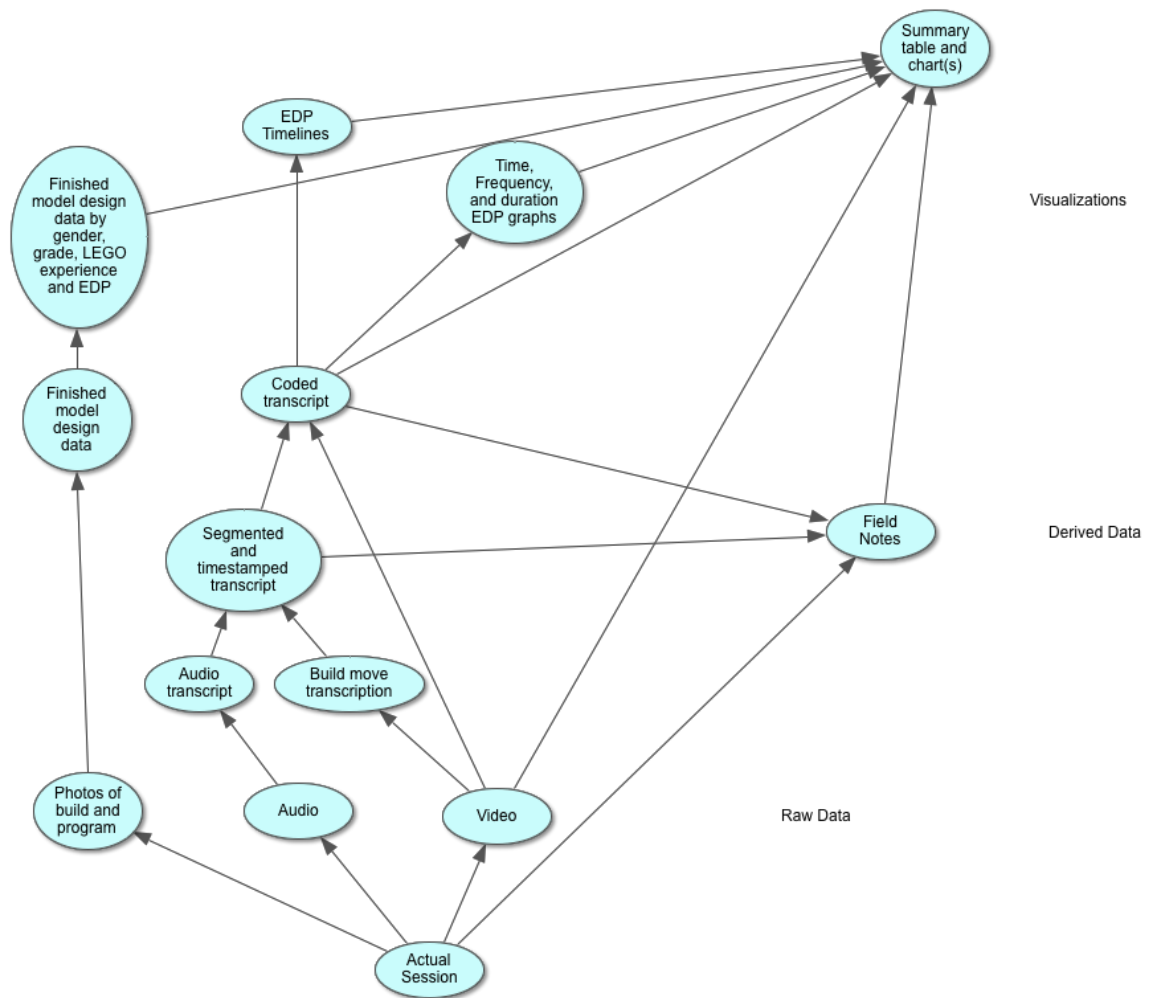 Summary
table and
chart(s)
EDP
Timelines
Time,
Frequency,
and duration
EDP graphs
Finished
model design
data by
gender,
grade, LEGO
experience
and EDP
Visualizations
Coded
transcript
Finished
model
design
data
Segmented
and
timestamped
transcript
Field
Notes
Derived Data
Audio
transcript
Build move
transcription
Photos of
build and
program
Audio
Video
Raw Data
Actual
Session